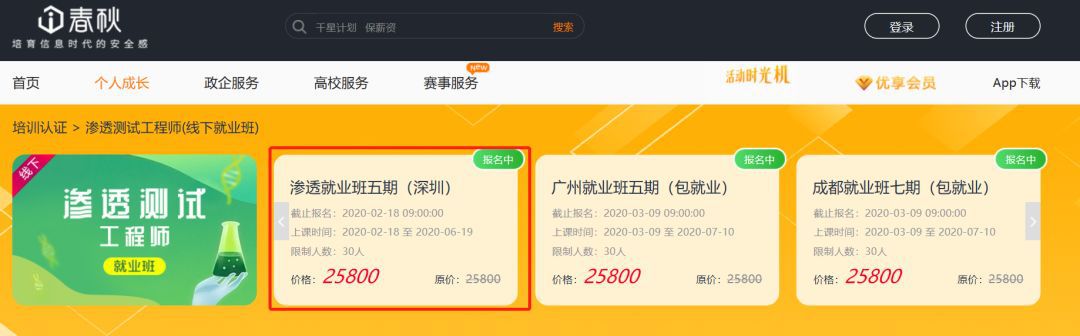 i春秋
培育信息时代的安全感
千星计划 保薪资
搜索
登录
注册
首页
个人成长
政企服务
高校服务
赛事服务
NEW
活动时光机
优享会员
App下载
培训认证 > 渗透测试工程师(线下就业班)
线下
渗透测试
工程师
就业班
报名中
渗透就业班五期（深圳）
截止报名：2020-02-18 09:00:00
上课时间：2020-02-18 至 2020-06-19
限制人数：30人
价格：25800 原价：25800
报名中
广州就业班五期（包就业）
截止报名：2020-03-09 09:00:00
上课时间：2020-03-09 至 2020-07-10
限制人数：30人
价格：25800 原价：25800
报名中
成都就业班七期（包就业）
截止报名：2020-03-09 09:00:00
上课时间：2020-03-09 至 2020-07-10
限制人数：30人
价格：25800 原价：25800